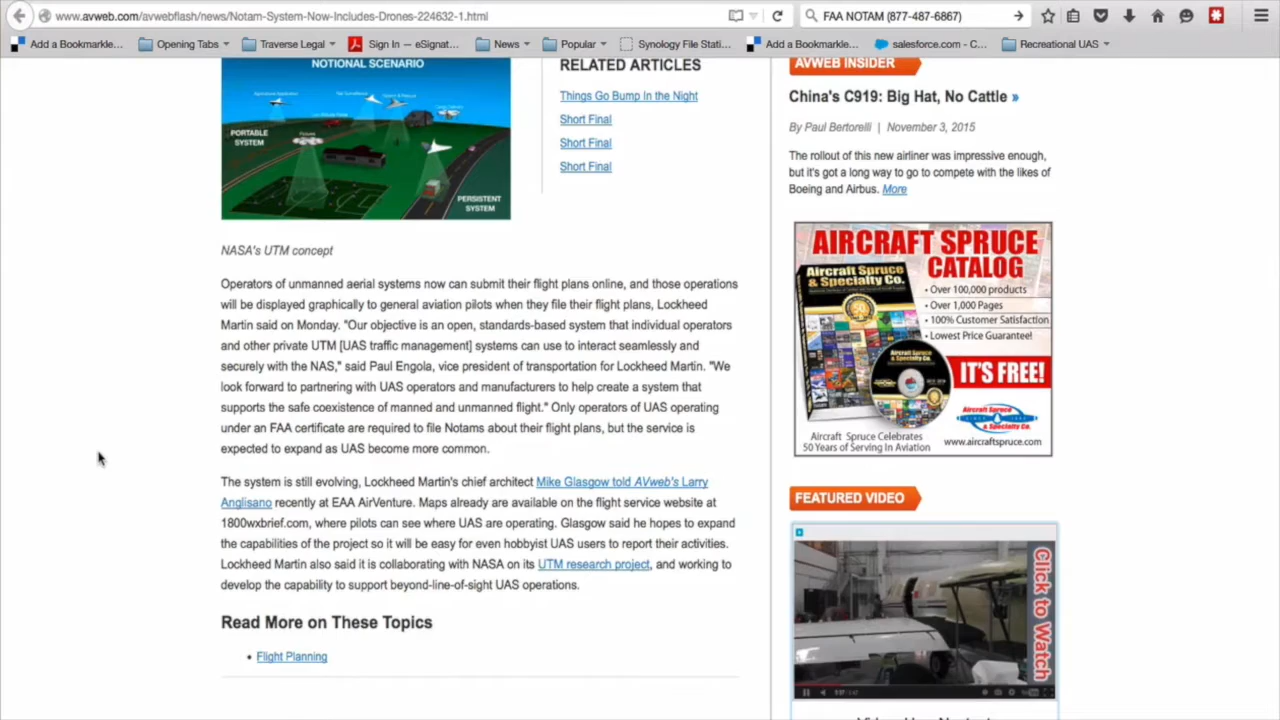 www.avweb.com/avwebflash/news/Notam-System-Now-Includes-Drones-224632-1.html
FAA NOTAM (877-487-6867)
Add a Bookmarkle...
Opening Tabs
Traverse Legal
Sign In — eSignat...
News
Popular
Synology File Stati...
Add a Bookmarkle...
salesforce.com - C...
Recreational UAS
NOTIONAL SCENARIO
PORTABLE
SYSTEM
PERSISTENT
SYSTEM
NASA's UTM concept
RELATED ARTICLES
Things Go Bump In the Night
Short Final
Short Final
Short Final
Operators of unmanned aerial systems now can submit their flight plans online, and those operations
will be displayed graphically to general aviation pilots when they file their flight plans, Lockheed
Martin said on Monday. "Our objective is an open, standards-based system that individual operators
and other private UTM [UAS traffic management] systems can use to interact seamlessly and
securely with the NAS," said Paul Engola, vice president of transportation for Lockheed Martin. "We
look forward to partnering with UAS operators and manufacturers to help create a system that
supports the safe coexistence of manned and unmanned flight." Only operators of UAS operating
under an FAA certificate are required to file Notams about their flight plans, but the service is
expected to expand as UAS become more common.
The system is still evolving, Lockheed Martin's chief architect Mike Glasgow told AVweb's Larry
Anglisano recently at EAA AirVenture. Maps already are available on the flight service website at
1800wxbrief.com, where pilots can see where UAS are operating. Glasgow said he hopes to expand
the capabilities of the project so it will be easy for even hobbyist UAS users to report their activities.
Lockheed Martin also said it is collaborating with NASA on its UTM research project, and working to
develop the capability to support beyond-line-of-sight UAS operations.
Read More on These Topics
• Flight Planning
AVWEB INSIDER
China's C919: Big Hat, No Cattle »
By Paul Bertorelli | November 3, 2015
The rollout of this new airliner was impressive enough,
but it's got a long way to go to compete with the likes of
Boeing and Airbus. More
AIRCRAFT SPRUCE
CATALOG
Aircraft Spruce
& Specialty Co.
• Over 100,000 products
• Over 1,000 Pages
• 100% Customer Satisfaction
• Lowest Price Guarantee!
IT'S FREE!
Aircraft Spruce
& Specialty Co.
Aircraft Spruce
& Specialty Co.
Aircraft Spruce Celebrates
50 Years of Serving In Aviation
www.aircraftspruce.com
FEATURED VIDEO
Click to Watch